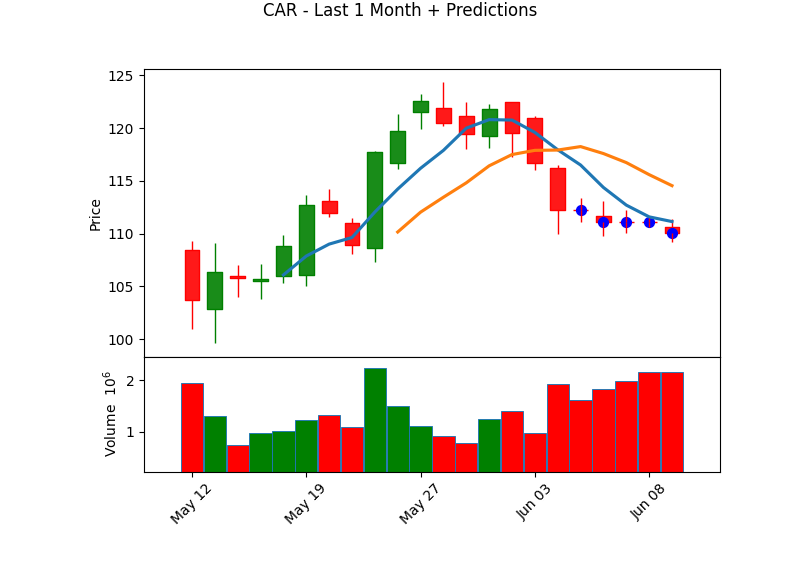 CAR - Last 1 Month + Predictions
125
120
115
110
105
100
Price
2
1
Volume 10^6
May 12
May 19
May 27
Jun 03
Jun 08